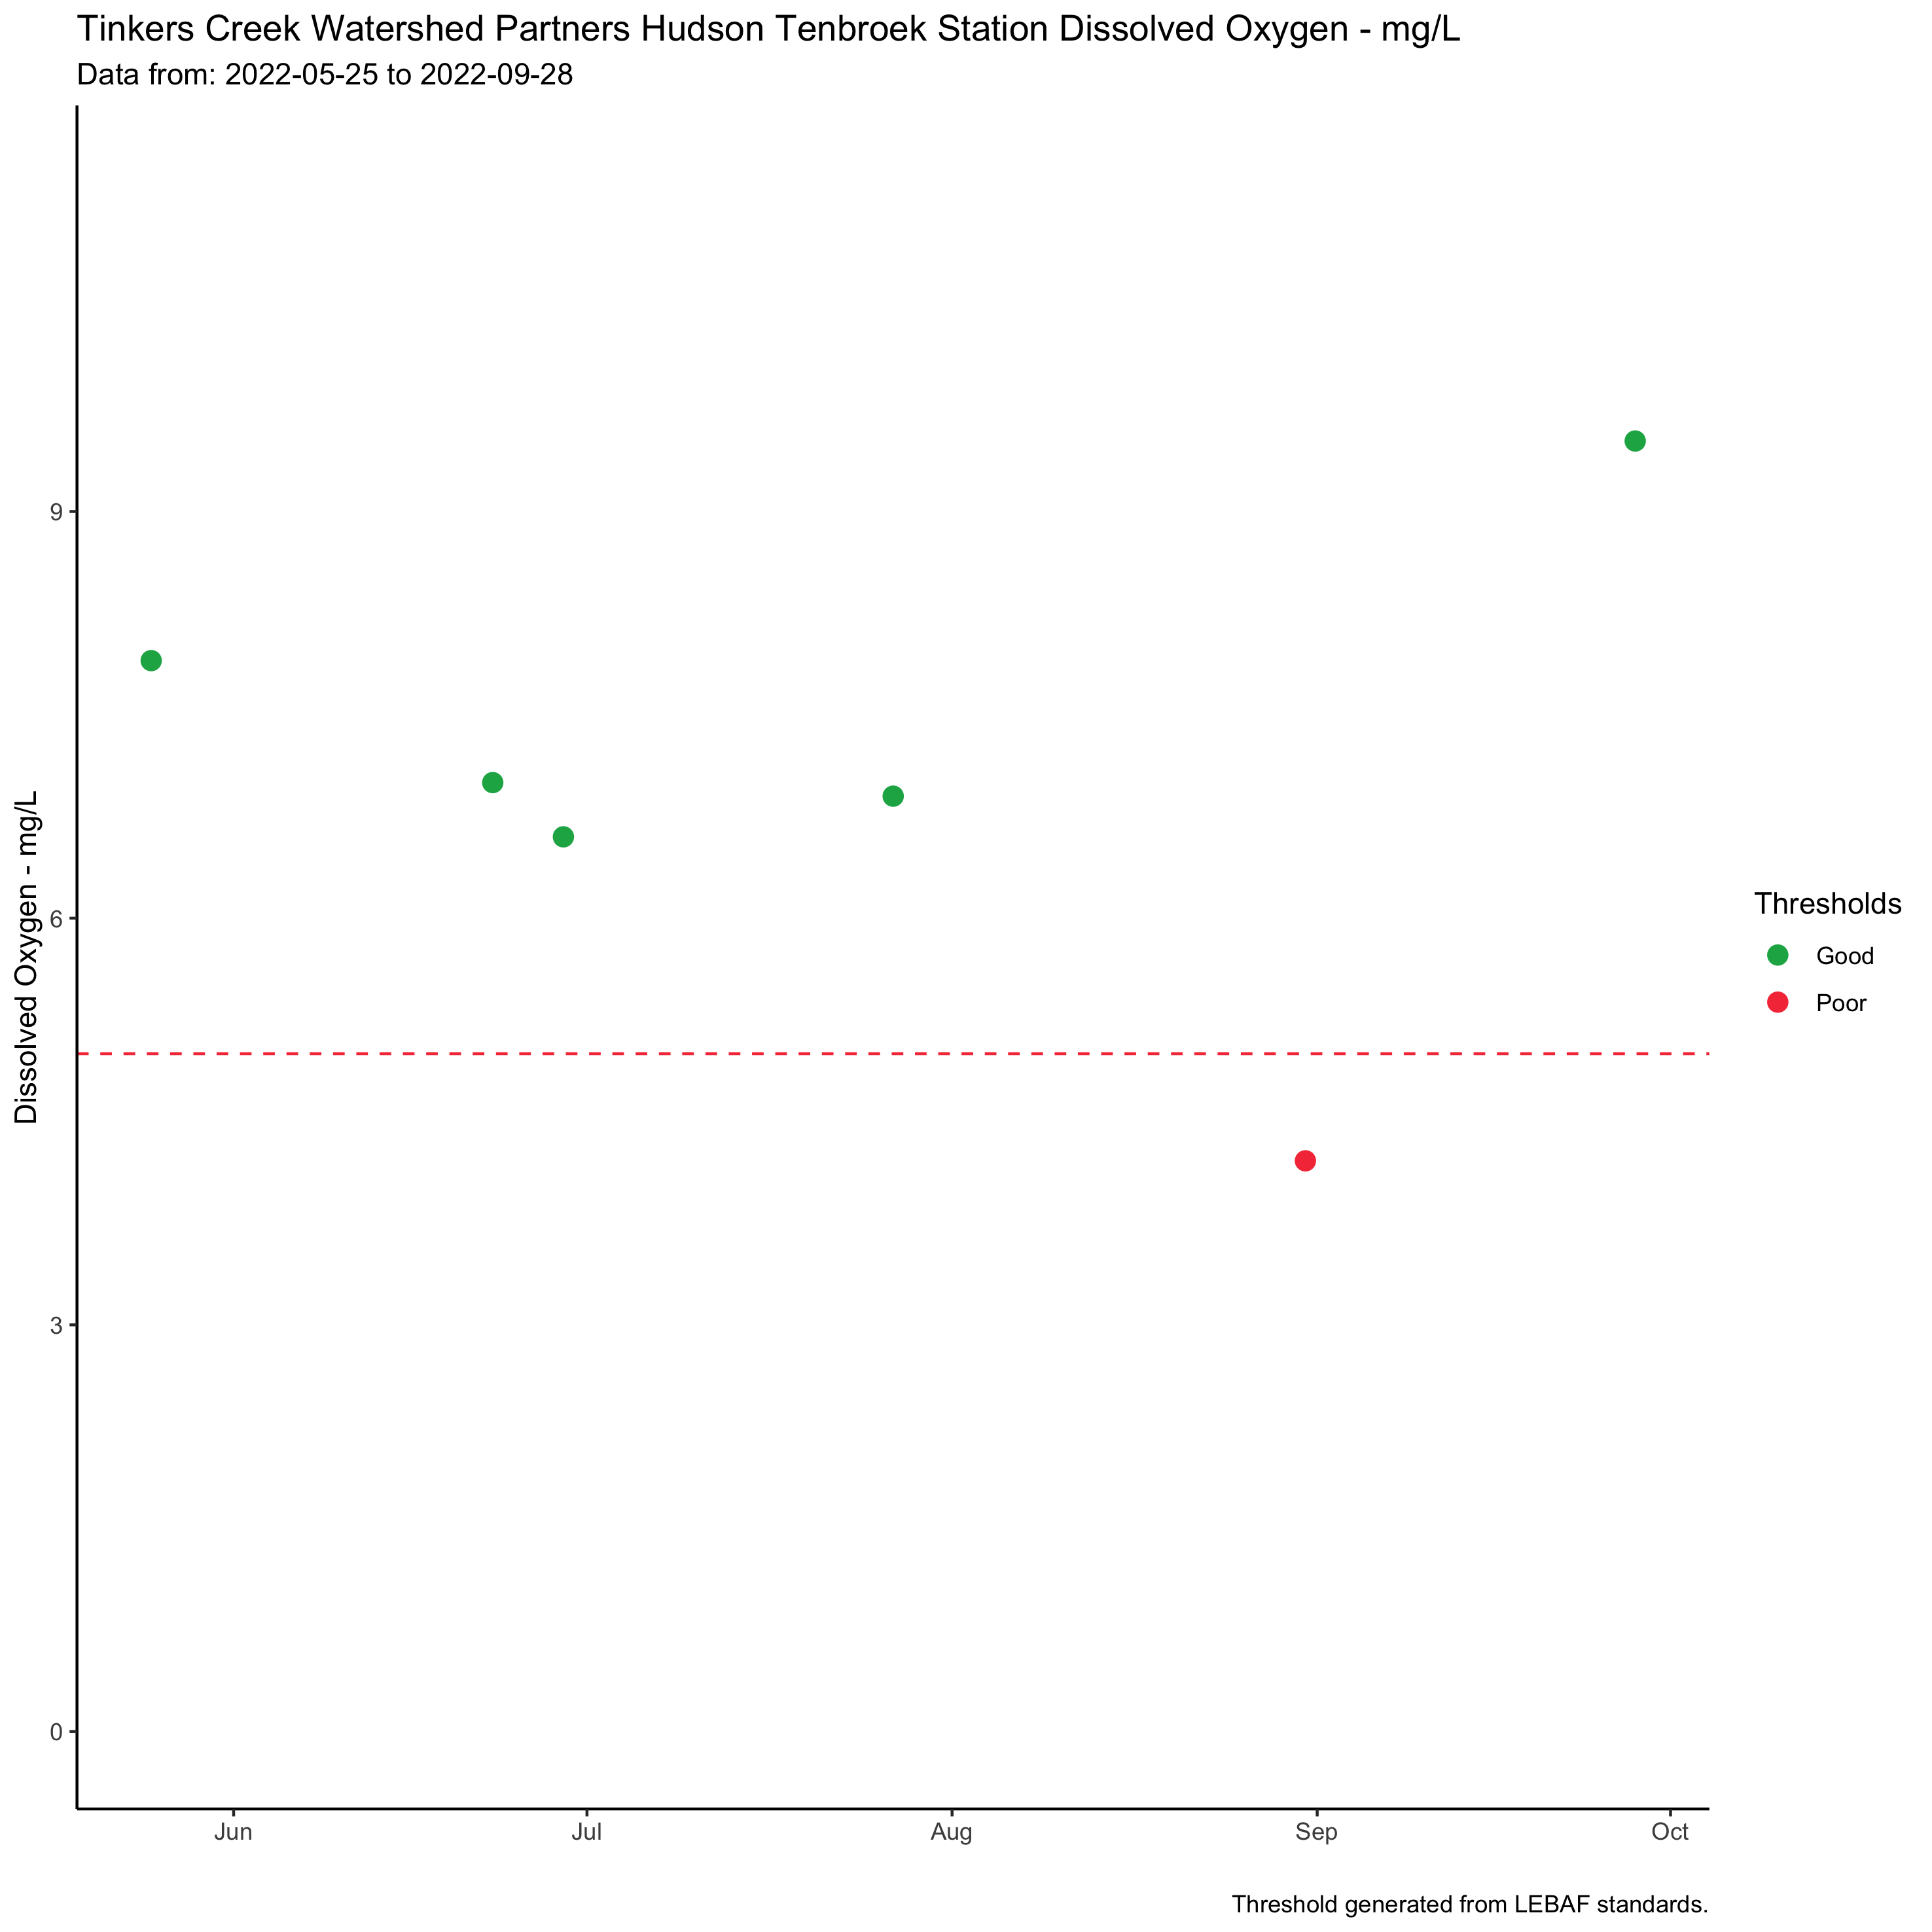 Tinkers Creek Watershed Partners Hudson Tenbroek Station Dissolved Oxygen - mg/L
Data from: 2022-05-25 to 2022-09-28
Dissolved Oxygen - mg/L
9
6
3
0
Jun Jul Aug Sep Oct
Thresholds
Good
Poor
Threshold generated from LEBAF standards.